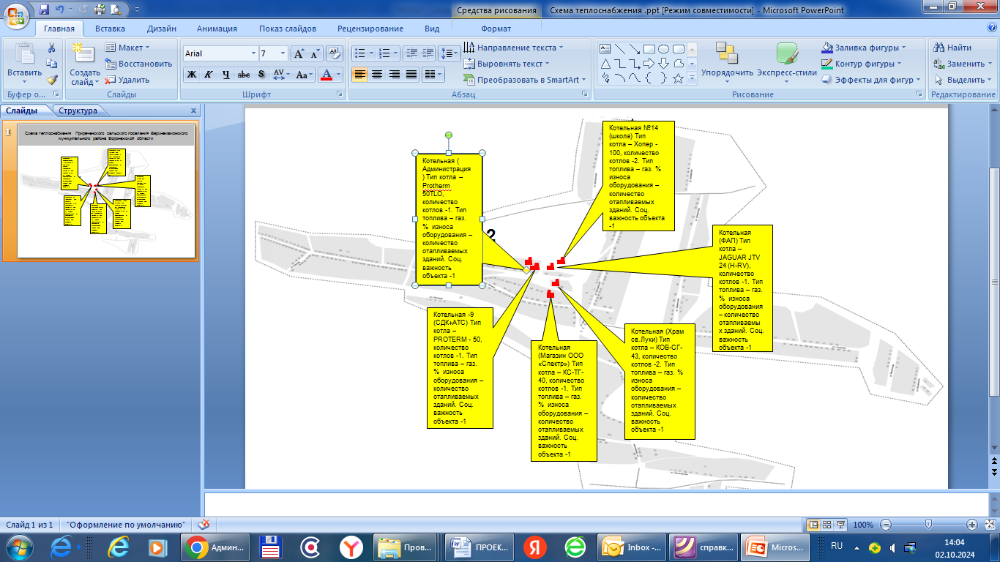 Средства рисования
Схема теплоснабжения .ppt [Режим совместимости] - Microsoft PowerPoint
Главная
Вставка
Дизайн
Анимация
Показ слайдов
Рецензирование
Вид
Формат
Вставить
Буфер о...
Создать слайд
Макет
Восстановить
Удалить
Слайды
Arial
7
Ж К Ч abc S AV Aa А
Шрифт
Направление текста
Выровнять текст
Преобразовать в SmartArt
Абзац
Упорядочить
Экспресс-стили
Заливка фигуры
Контур фигуры
Эффекты для фигур
Рисование
Найти
Заменить
Выделить
Редактирование
Слайды
Структура
1
Схема теплоснабжения Приреченского сельского поселения Верхнемамонского
муниципального района Воронежской области
Котельная (
Администрация
) Тип котла –
Protherm
50TLO,
количество
котлов -1. Тип
топлива – газ.
% износа
оборудования –
количество
отапливаемых
зданий. Соц.
важность
объекта -1
2
Котельная №14
(школа) Тип
котла – Хопер -
100, количество
котлов -2. Тип
топлива – газ. %
износа
оборудования –
количество
отапливаемых
зданий. Соц.
важность объекта
-1
Котельная
(ФАП) Тип
котла –
JAGUAR JTV
24 (H-RV),
количество
котлов -1. Тип
топлива – газ.
% износа
оборудования
– количество
отапливаемы
х зданий. Соц.
важность
объекта -1
Котельная -9
(СДК+АТС) Тип
котла –
PROTERM - 50,
количество
котлов -1. Тип
топлива – газ.
% износа
оборудования –
количество
отапливаемых
зданий. Соц.
важность
объекта -1
Котельная
(Магазин ООО
«Спектр») Тип
котла – КС-ТГ-
40, количество
котлов -1. Тип
топлива – газ.
% износа
оборудования –
количество
отапливаемых
зданий. Соц.
важность
объекта -1
Котельная (Храм
св.Луки) Тип
котла – КОВ-СГ-
43, количество
котлов -2. Тип
топлива – газ. %
износа
оборудования –
количество
отапливаемых
зданий. Соц.
важность
объекта -1
Слайд 1 из 1
"Оформление по умолчанию"
100%
Админ...
Пров...
ПРОЕК...
Inbox -...
справк...
Micros...
RU
14:04
02.10.2024